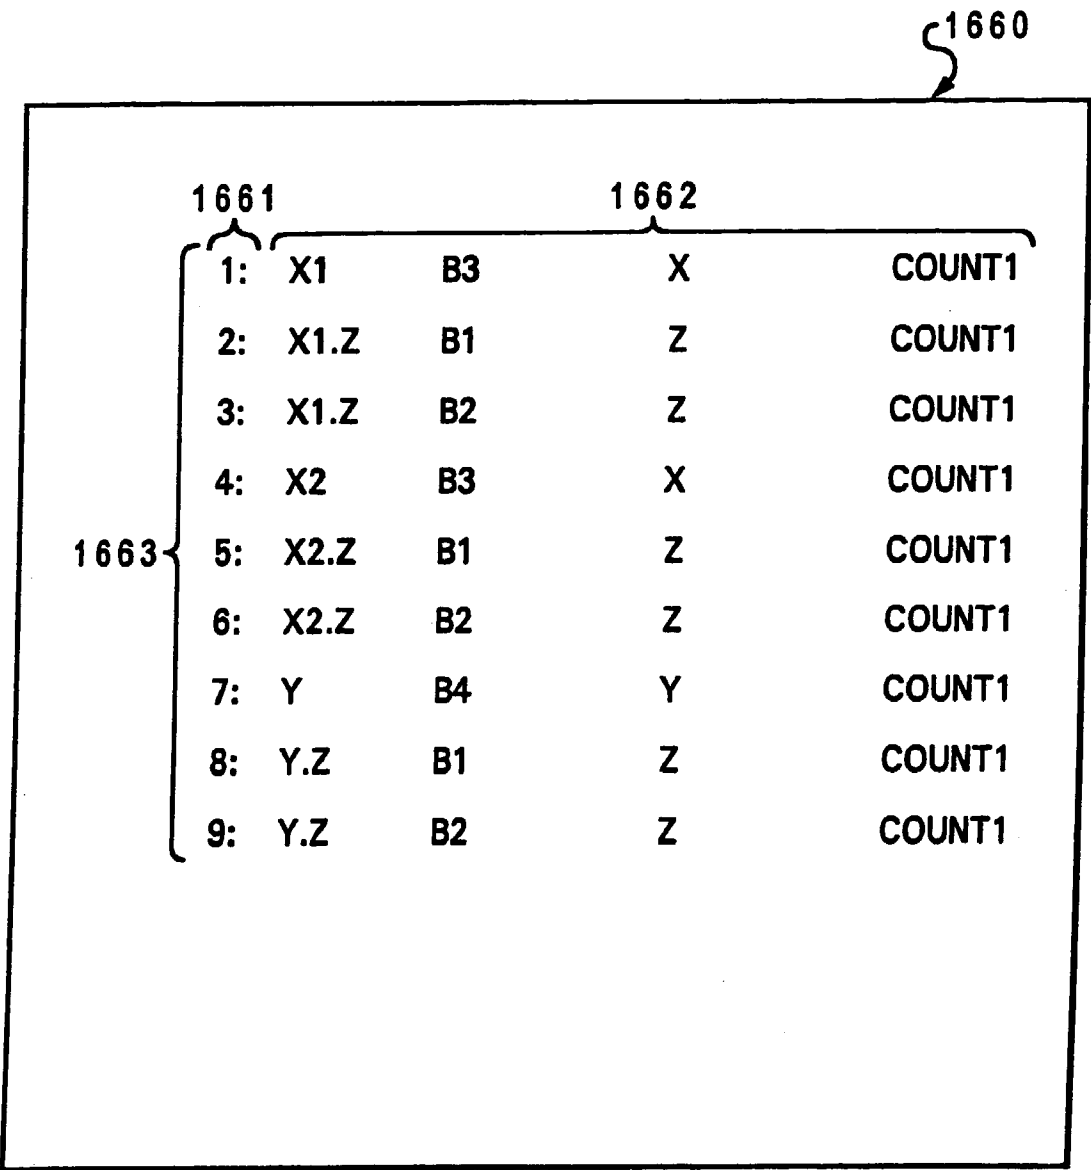 1660
1661 1662
1: X1 B3 X COUNT1
2: X1.Z B1 Z COUNT1
3: X1.Z B2 Z COUNT1
4: X2 B3 X COUNT1
1663 5: X2.Z B1 Z COUNT1
6: X2.Z B2 Z COUNT1
7: Y B4 Y COUNT1
8: Y.Z B1 Z COUNT1
9: Y.Z B2 Z COUNT1